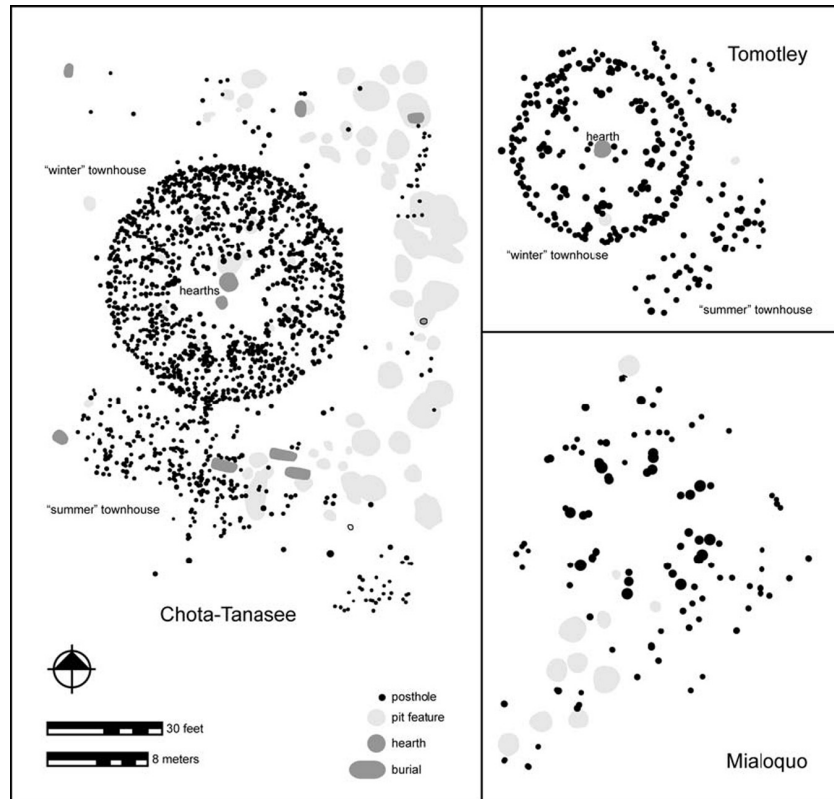 "winter" townhouse
hearths
"summer" townhouse
Chota-Tanasee
30 feet
8 meters
posthole
pit feature
hearth
burial
Tomotley
hearth
"winter" townhouse
"summer" townhouse
Mialoquo